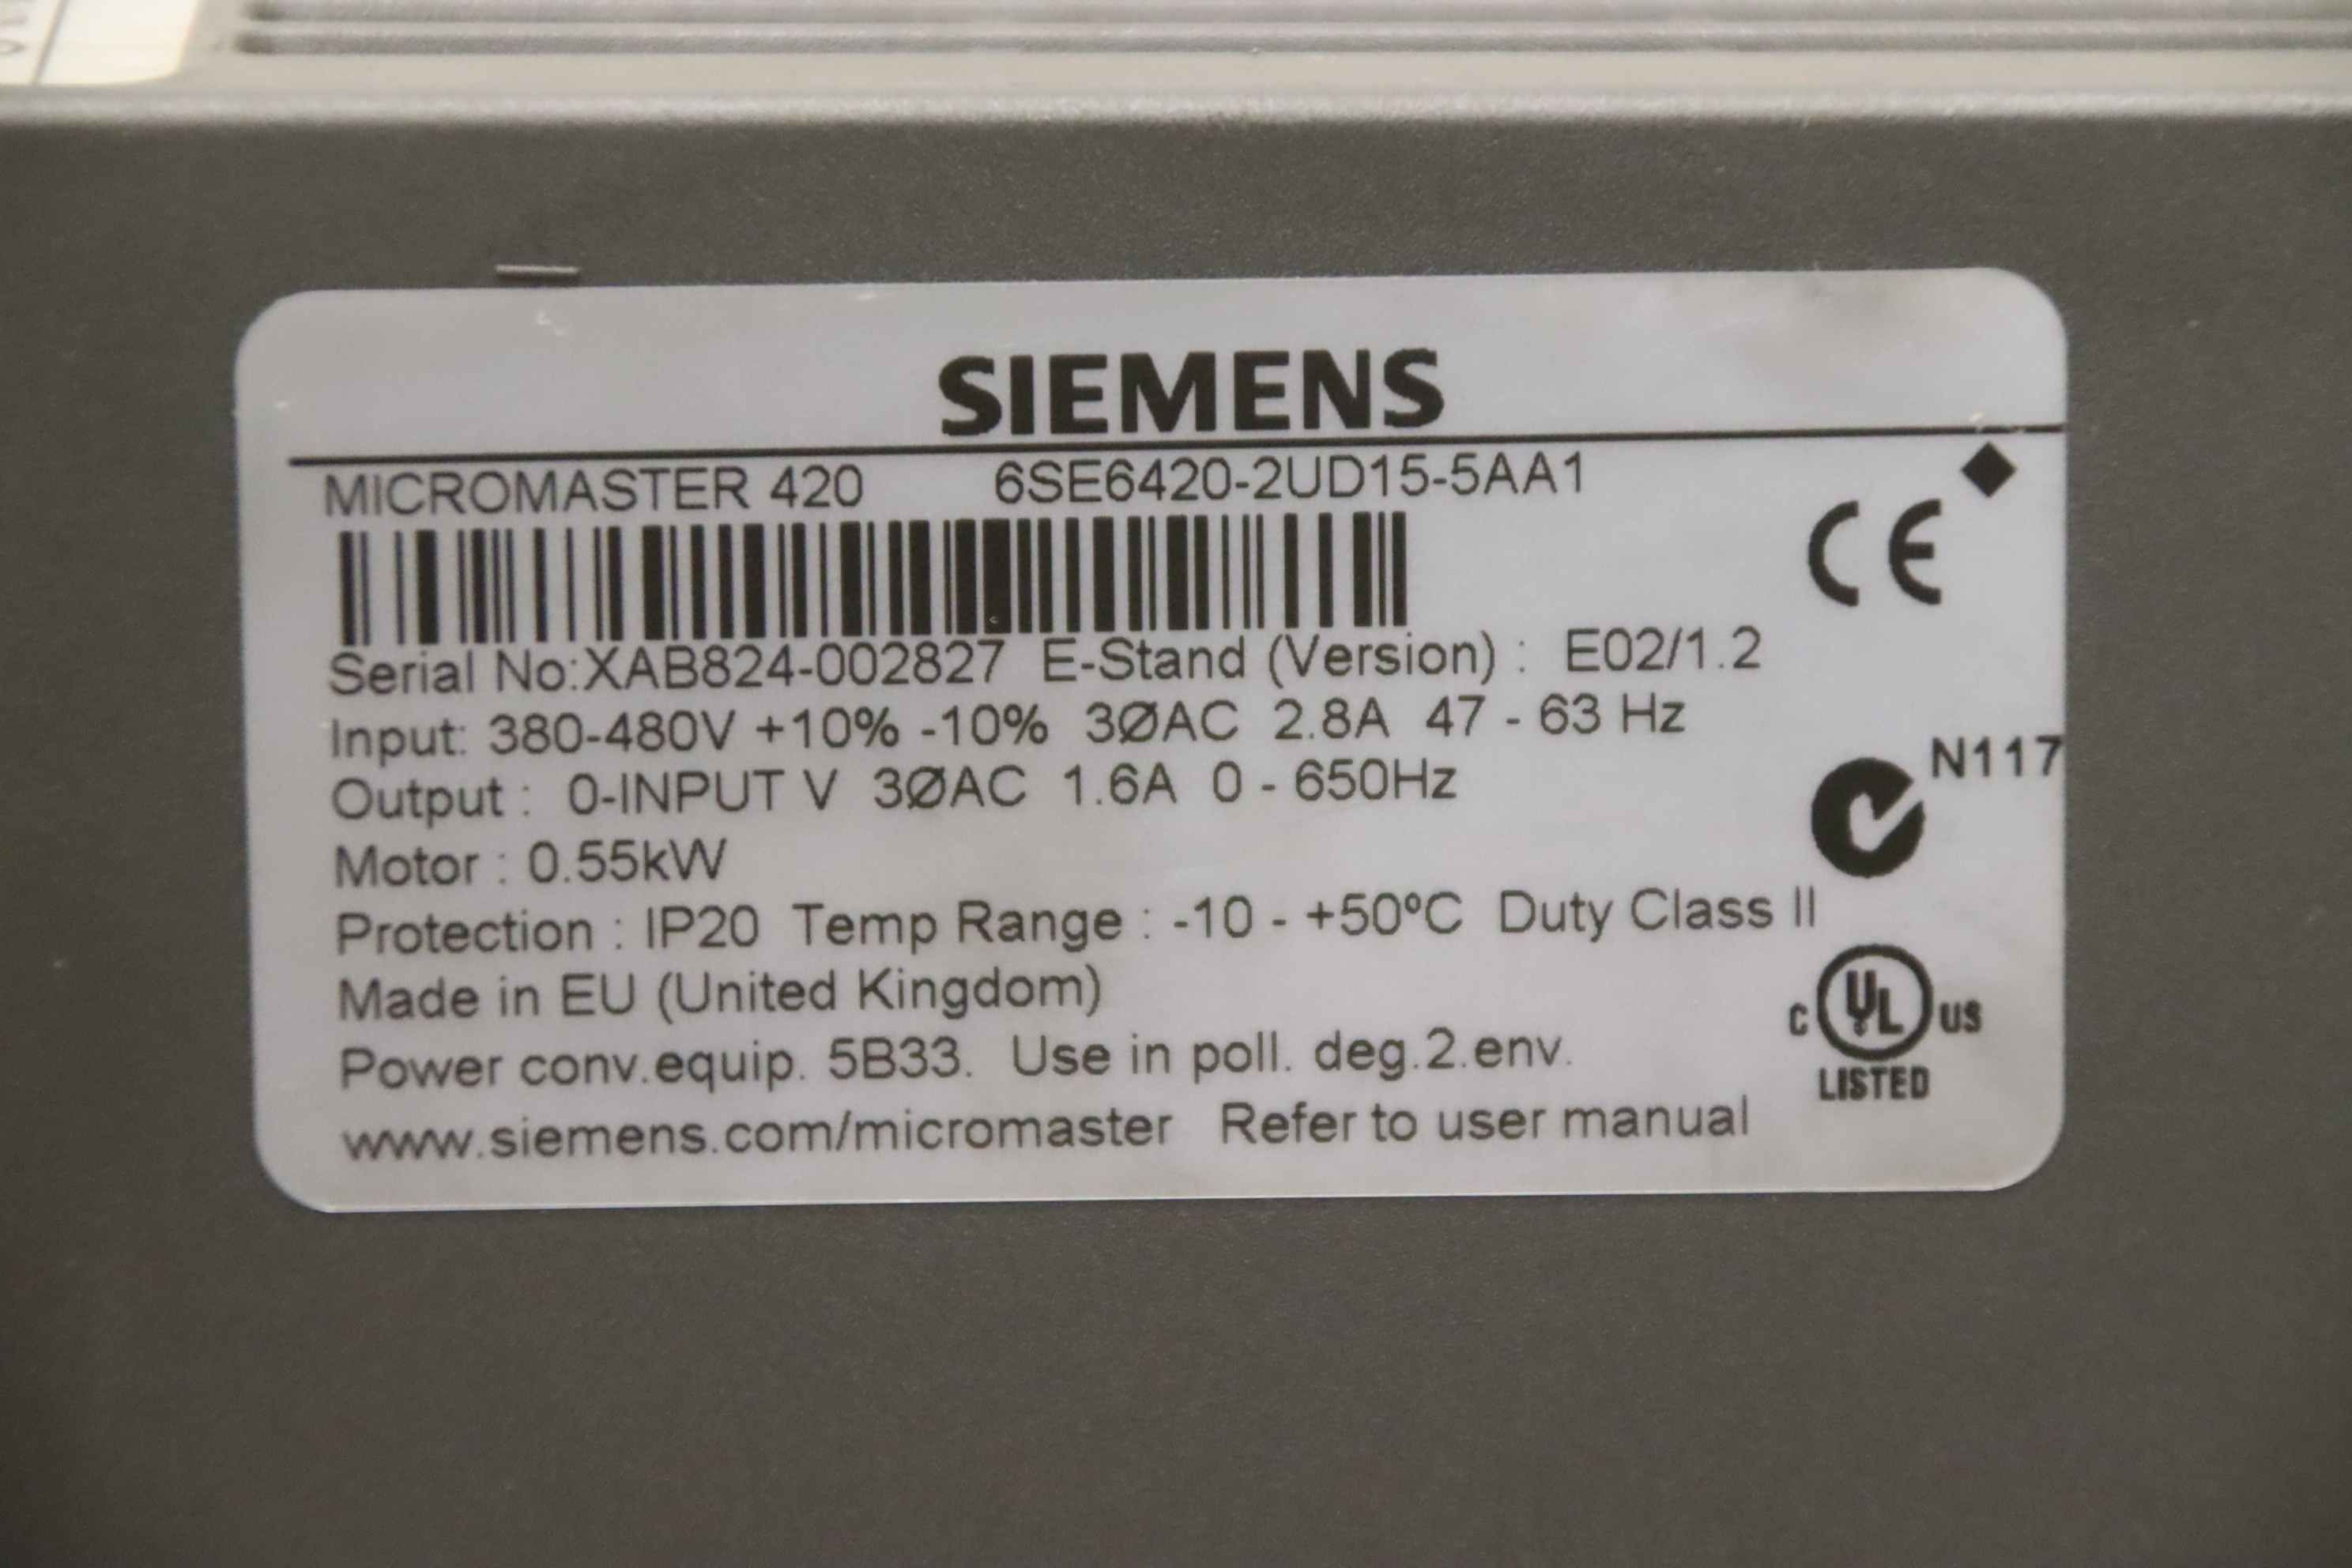 SIEMENS
MICROMASTER 420 6SE6420-2UD15-5AA1
CE
Serial No:XAB824-002827 E-Stand (Version) : E02/1.2
Input: 380-480V +10% -10% 3ØAC 2.8A 47 - 63 Hz
N117
Output : 0-INPUT V 3ØAC 1.6A 0 - 650Hz
Motor : 0.55kW
Protection : IP20 Temp Range : -10 - +50ºC Duty Class II
Made in EU (United Kingdom)
C UL US
LISTED
Power conv.equip. 5B33. Use in poll. deg.2.env.
www.siemens.com/micromaster Refer to user manual